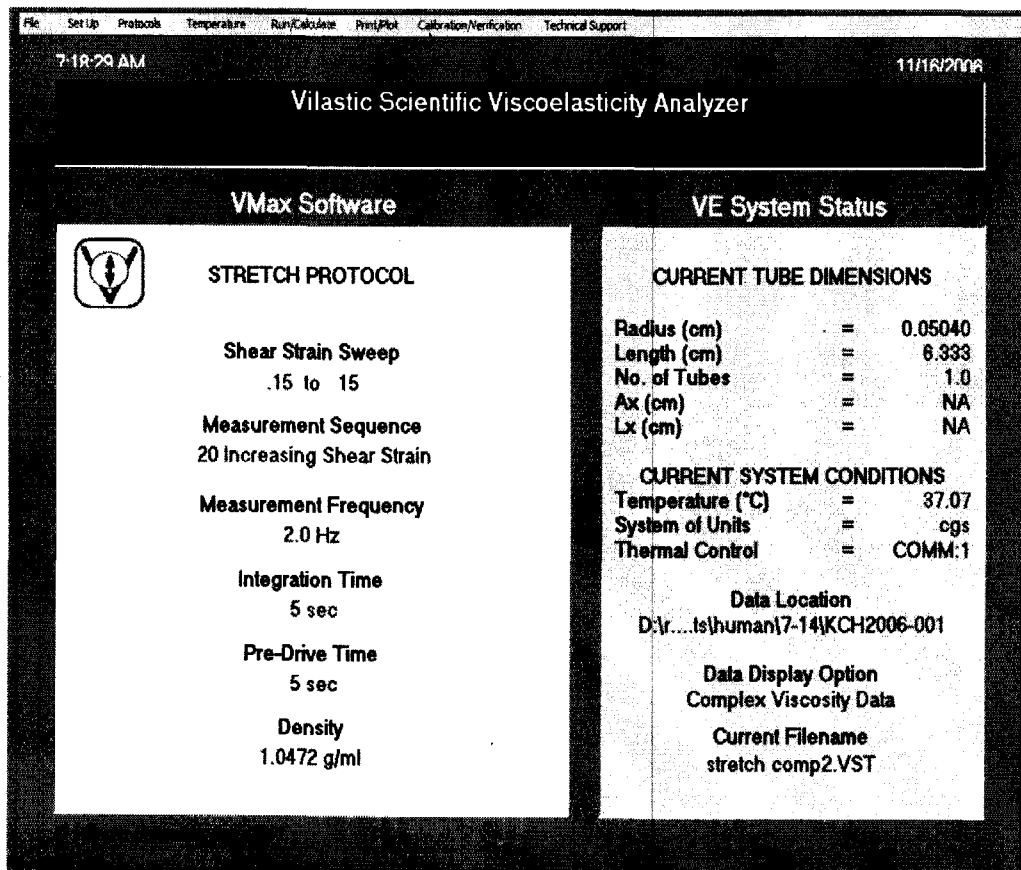 File Set Up Protocols Temperature Run/Calculate Print/Plot Calibration/Verification Technical Support
7:18:29 AM 11/16/2006
Vilastic Scientific Viscoelasticity Analyzer
VMax Software
STRETCH PROTOCOL
Shear Strain Sweep
.15 to 15
Measurement Sequence
20 Increasing Shear Strain
Measurement Frequency
2.0 Hz
Integration Time
5 sec
Pre-Drive Time
5 sec
Density
1.0472 g/ml
VE System Status
CURRENT TUBE DIMENSIONS
Radius (cm) = 0.05040
Length (cm) = 6.333
No. of Tubes = 1.0
Ax (cm) = NA
Lx (cm) = NA
CURRENT SYSTEM CONDITIONS
Temperature (°C) = 37.07
System of Units = cgs
Thermal Control = COMM:1
Data Location
D:\r....ts\human\7-14\KCH2006-001
Data Display Option
Complex Viscosity Data
Current Filename
stretch comp2.VST